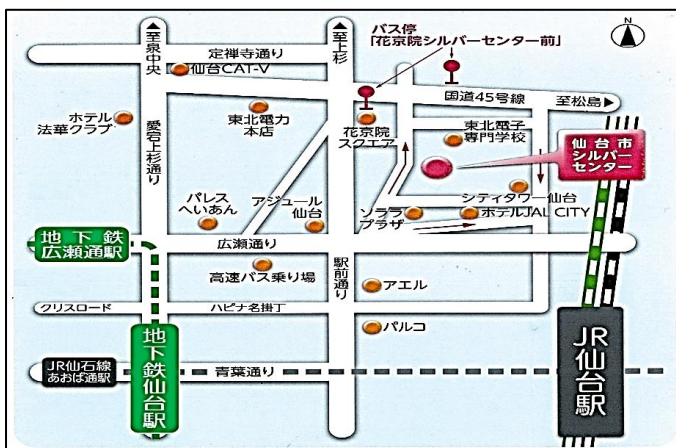 至泉中央
至上杉
バス停
「花京院シルバーセンター前」
N
定禅寺通り
仙台CAT-V
国道45号線
至松島
ホテル
法華クラブ
愛宕上杉通り
東北電力
本店
花京院
スクエア
東北電子
専門学校
仙台市
シルバー
センター
パレス
へいあん
アジュール
仙台
シティタワー仙台
ソララ
プラザ
ホテルJAL CITY
地下鉄
広瀬通駅
広瀬通り
高速バス乗り場
駅前通り
アエル
クリスロード
ハピナ名掛丁
パルコ
地下鉄仙台駅
JR仙台駅
JR仙石線
あおば通駅
青葉通り